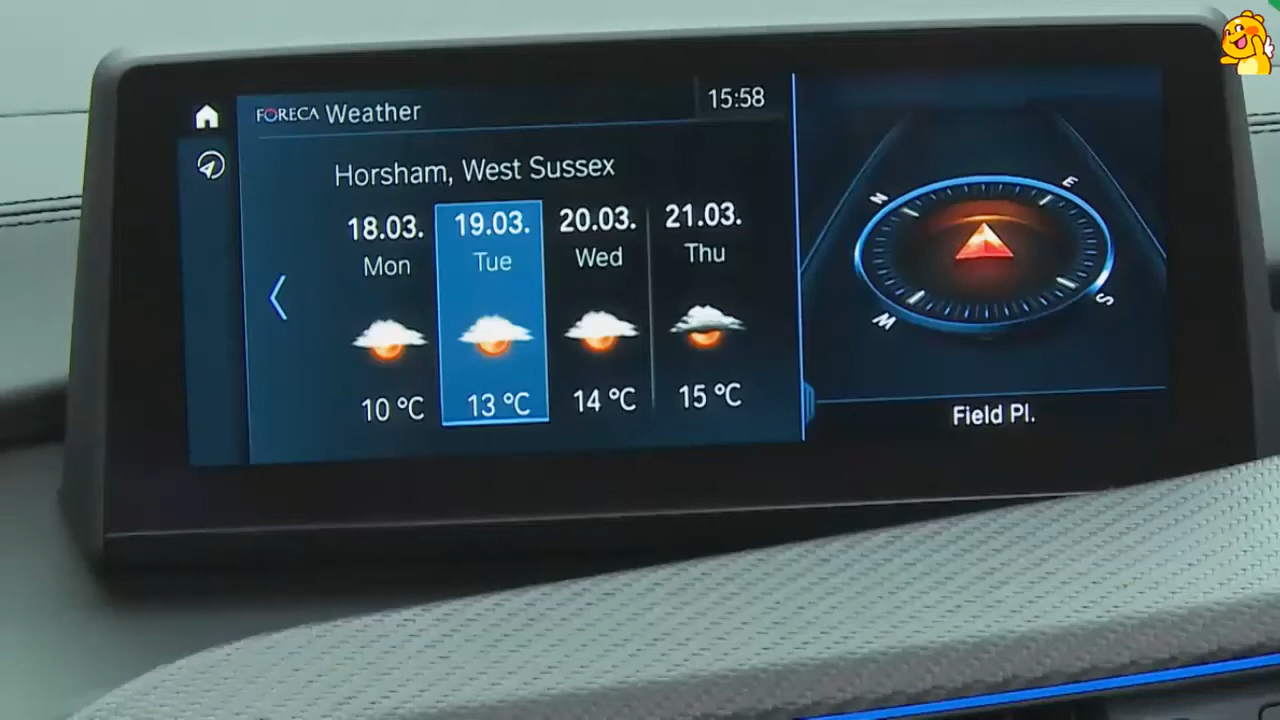 FORECA Weather
15:58
Horsham, West Sussex
18.03. 19.03. 20.03. 21.03.
Mon Tue Wed Thu
10 °C 13 °C 14 °C 15 °C
N E
W S
Field Pl.